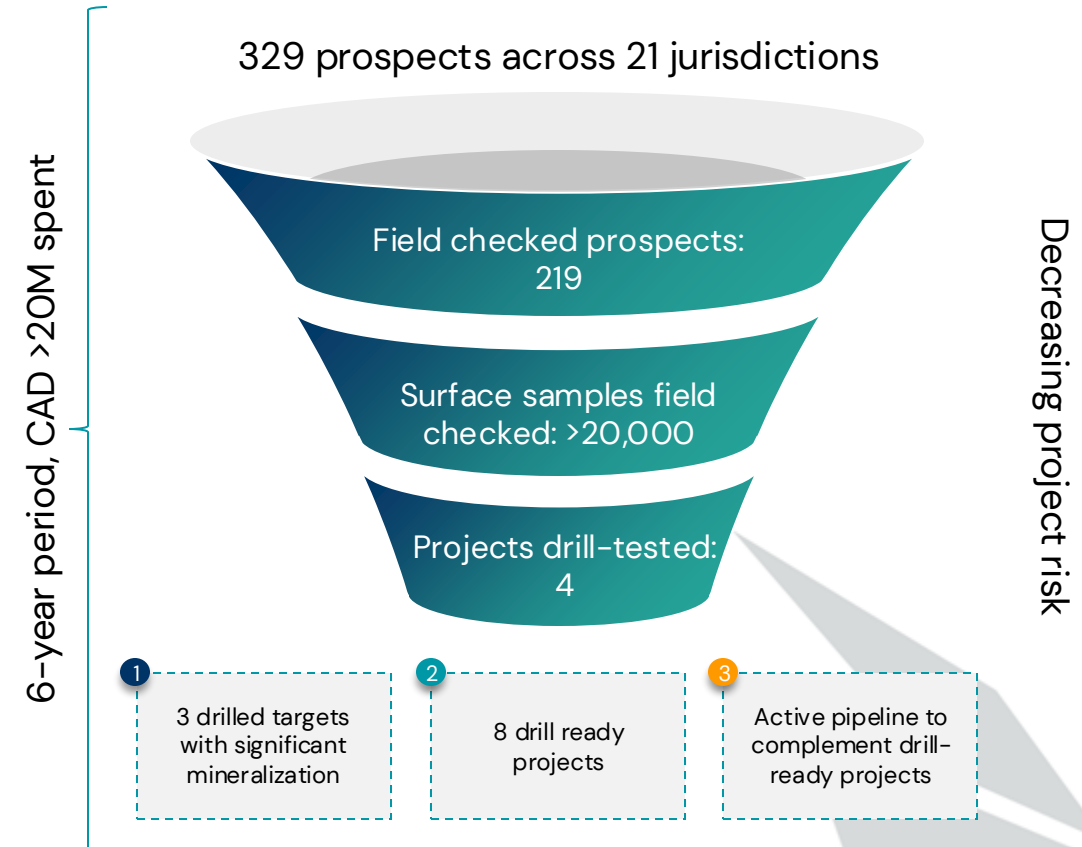 329 prospects across 21 jurisdictions
6-year period, CAD >20M spent
Field checked prospects:
219
Surface samples field
checked: >20,000
Projects drill-tested:
4
Decreasing project risk
1
3 drilled targets
with significant
mineralization
2
8 drill ready
projects
3
Active pipeline to
complement drill-
ready projects